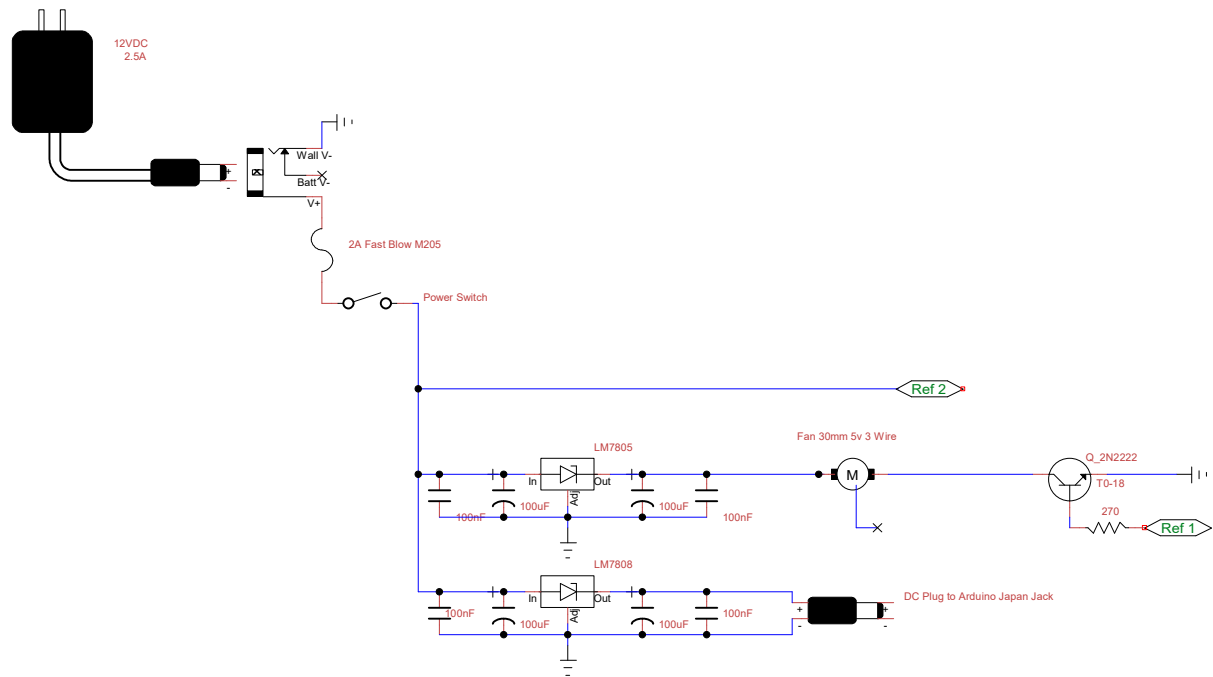 12VDC
2.5A
Wall V-
Batt V-
+
-
V+
2A Fast Blow M205
Power Switch
Ref 2
LM7805
Fan 30mm 5v 3 Wire
Q_2N2222
T0-18
In
Out
Adj
M
100nF
100uF
100uF
100nF
270
Ref 1
LM7808
In
Out
Adj
100nF
100uF
100uF
100nF
+
-
+
-
DC Plug to Arduino Japan Jack